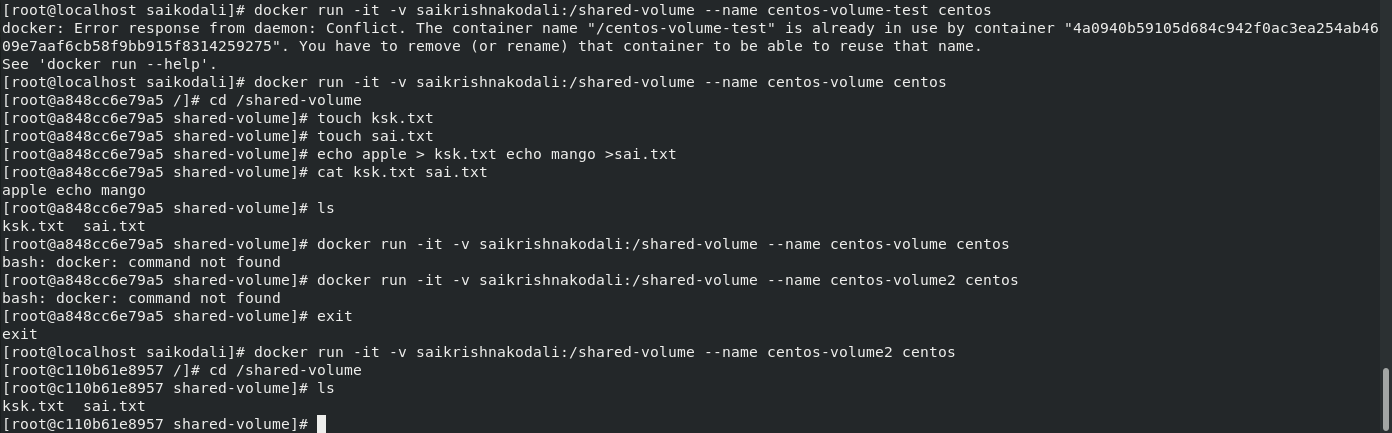 [root@localhost saikodali]# docker run -it -v saikrishnakodali:/shared-volume --name centos-volume-test centos
docker: Error response from daemon: Conflict. The container name "/centos-volume-test" is already in use by container "4a0940b59105d684c942f0ac3ea254ab46
09e7aaf6cb58f9bb915f8314259275". You have to remove (or rename) that container to be able to reuse that name.
See 'docker run --help'.
[root@localhost saikodali]# docker run -it -v saikrishnakodali:/shared-volume --name centos-volume centos
[root@a848cc6e79a5 /]# cd /shared-volume
[root@a848cc6e79a5 shared-volume]# touch ksk.txt
[root@a848cc6e79a5 shared-volume]# touch sai.txt
[root@a848cc6e79a5 shared-volume]# echo apple > ksk.txt echo mango >sai.txt
[root@a848cc6e79a5 shared-volume]# cat ksk.txt sai.txt
apple echo mango
[root@a848cc6e79a5 shared-volume]# ls
ksk.txt  sai.txt
[root@a848cc6e79a5 shared-volume]# docker run -it -v saikrishnakodali:/shared-volume --name centos-volume centos
bash: docker: command not found
[root@a848cc6e79a5 shared-volume]# docker run -it -v saikrishnakodali:/shared-volume --name centos-volume2 centos
bash: docker: command not found
[root@a848cc6e79a5 shared-volume]# exit
exit
[root@localhost saikodali]# docker run -it -v saikrishnakodali:/shared-volume --name centos-volume2 centos
[root@c110b61e8957 /]# cd /shared-volume
[root@c110b61e8957 shared-volume]# ls
ksk.txt  sai.txt
[root@c110b61e8957 shared-volume]#